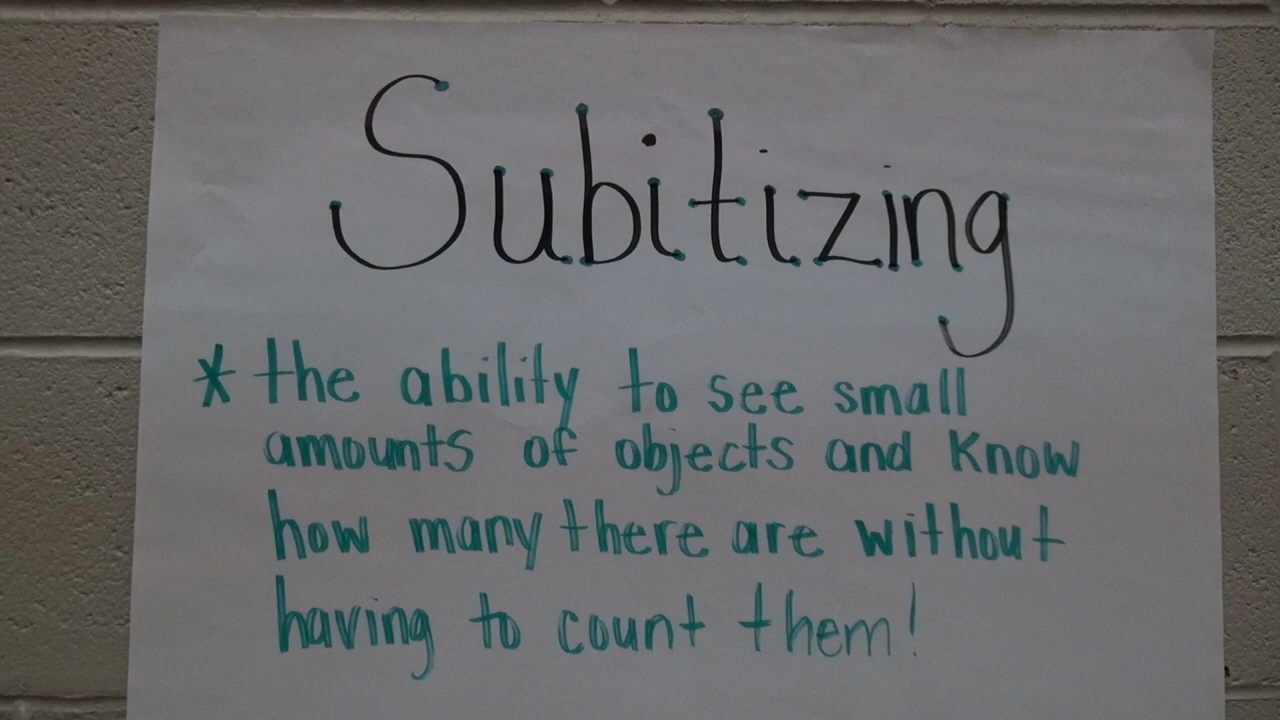 Subitizing
* the ability to see small
amounts of objects and know
how many there are without
having to count them!